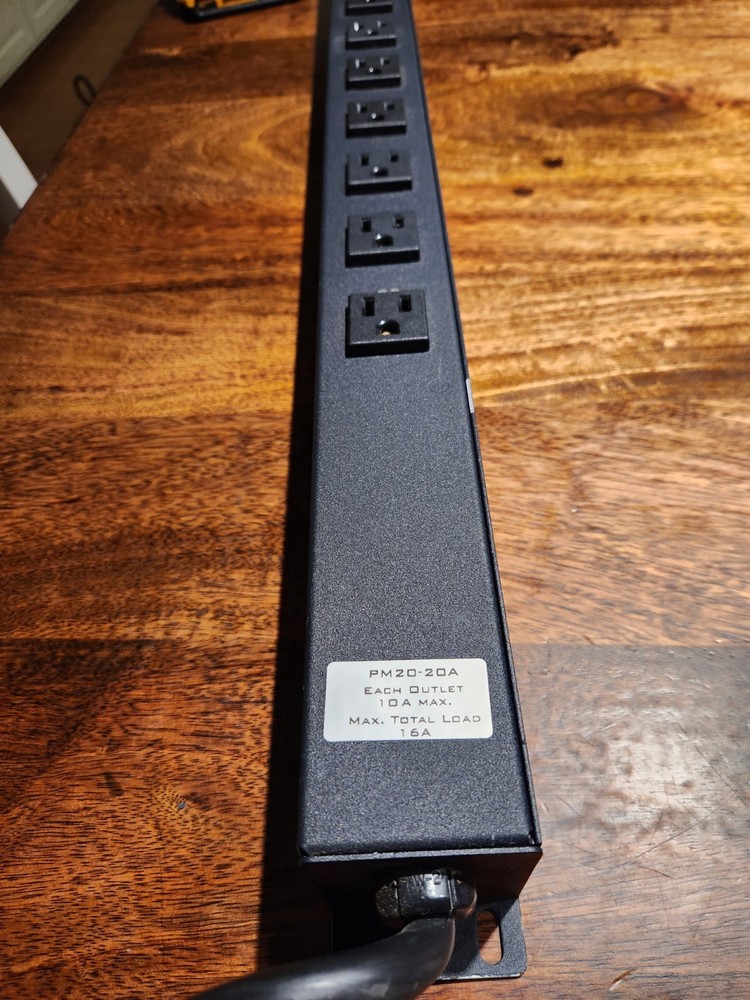 PM20-20A
Each Outlet
10A max.
Max. Total Load
16A